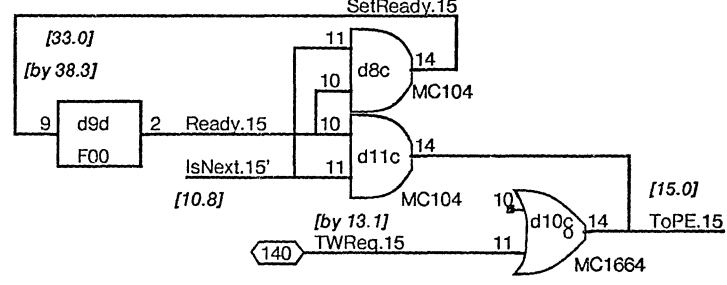 SetReady.15
[33.0]
[by 38.3]
11
d8c
14
10
MC104
9
d9d
F00
2
Ready.15
10
d11c
14
IsNext.15'
11
[10.8]
MC104
[15.0]
[by 13.1]
10
d10c
o
14
ToPE.15
140
TWReq.15
11
MC1664